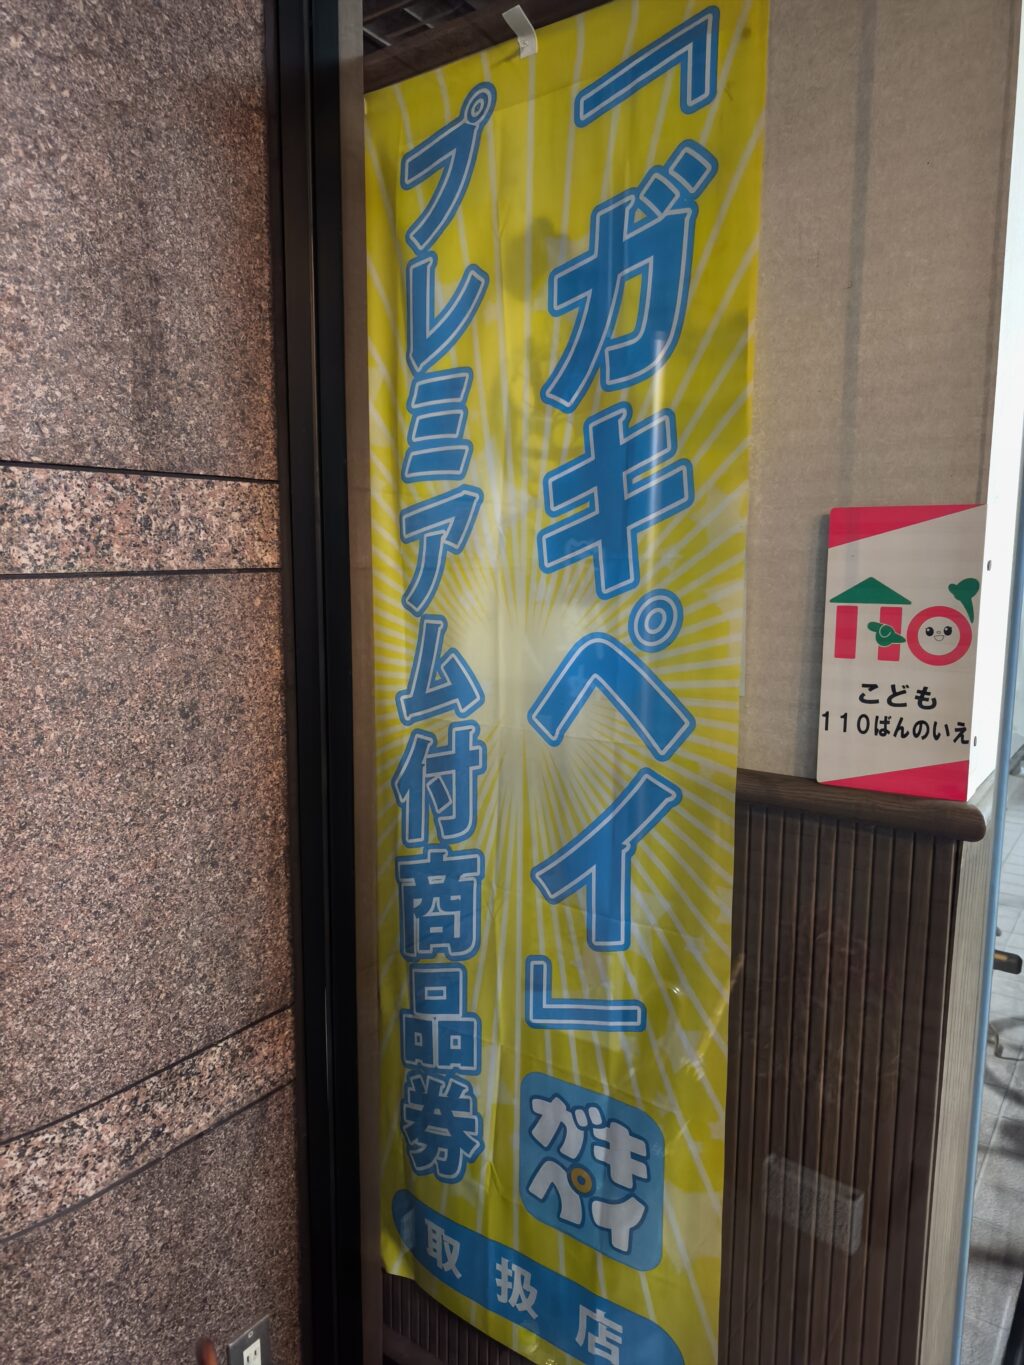 「ガキペイ」
プレミアム付商品券
ガキ
ペイ
取扱店
110
こども
110ばんのいえ